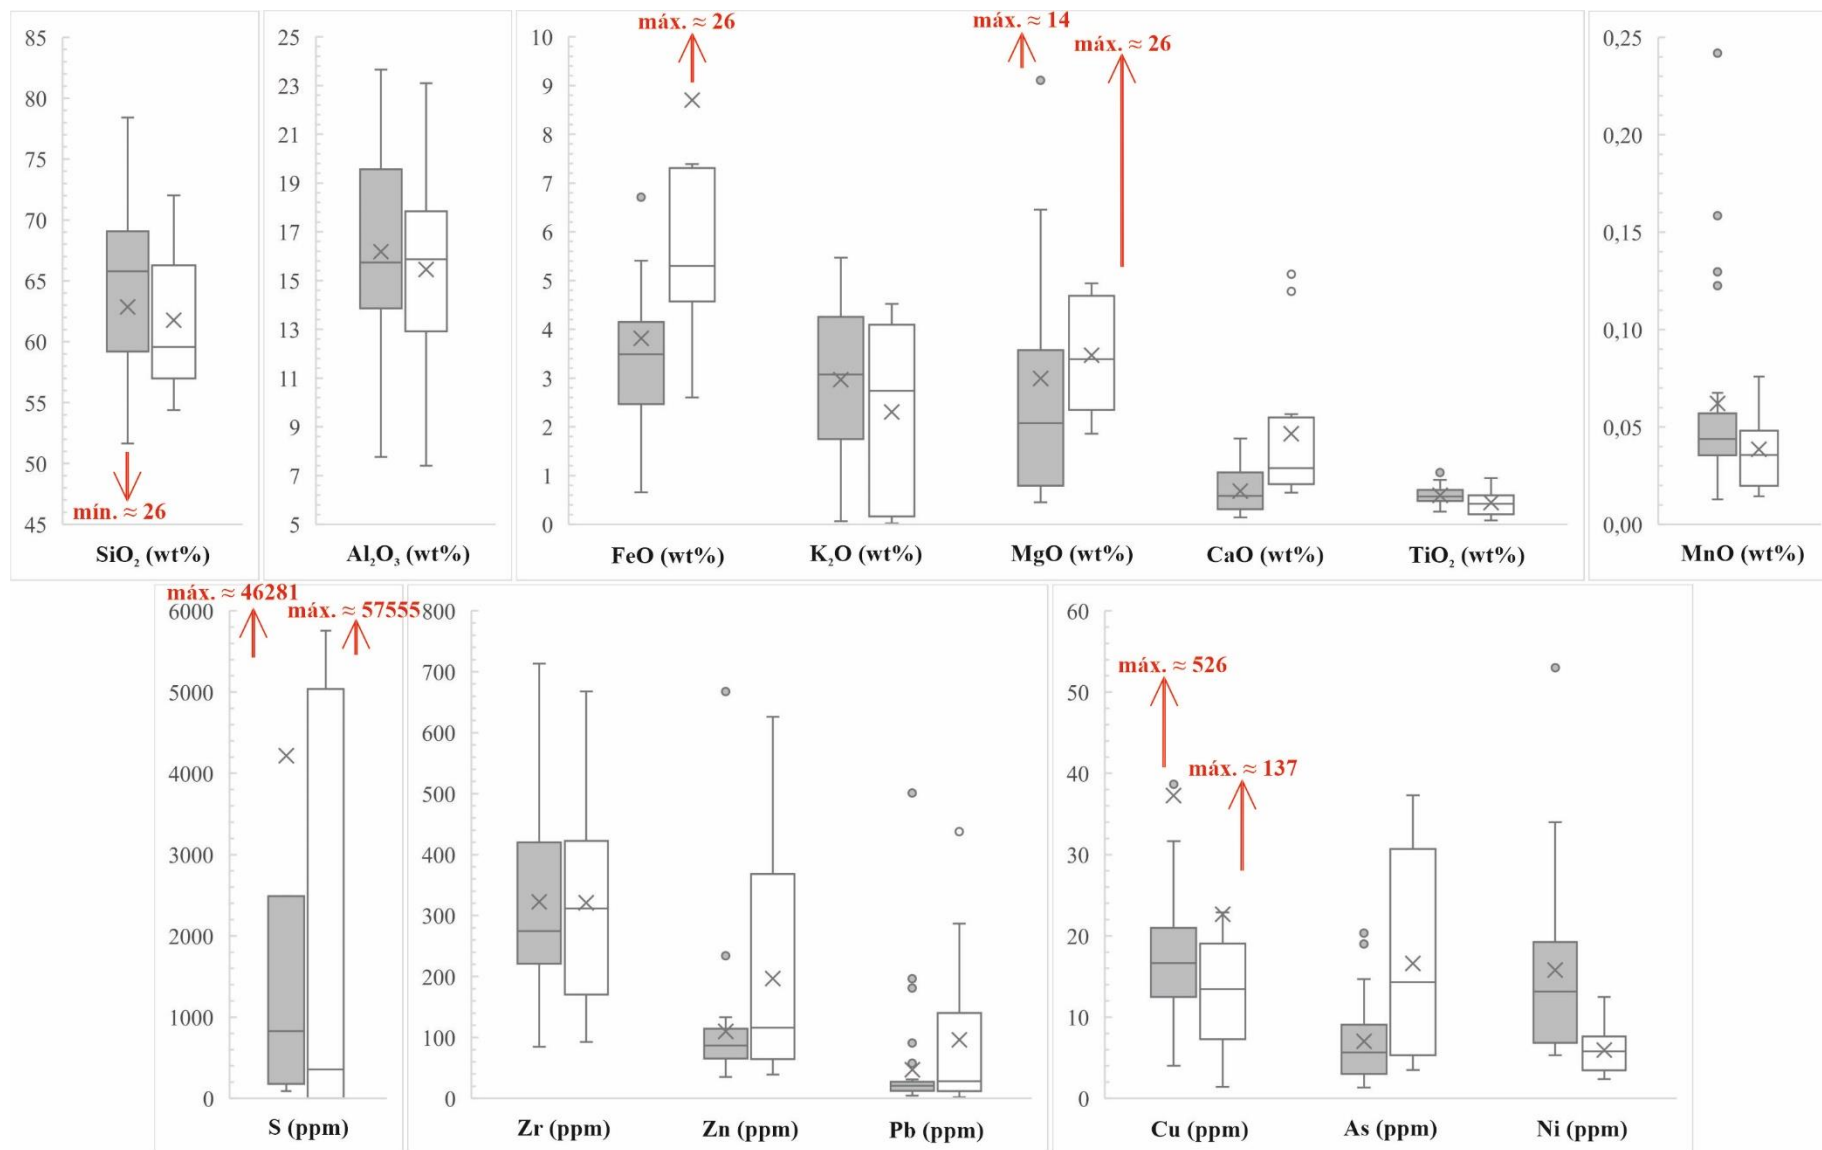 máx. ≈ 26
máx. ≈ 14
máx. ≈ 26
85
80
75
70
65
60
55
50
45
mín. ≈ 26
SiO₂ (wt%)
25
23
21
19
17
15
13
11
9
7
5
Al₂O₃ (wt%)
10
9
8
7
6
5
4
3
2
1
0
FeO (wt%)
K₂O (wt%)
MgO (wt%)
CaO (wt%)
TiO₂ (wt%)
0,25
0,20
0,15
0,10
0,05
0,00
MnO (wt%)
máx. ≈ 46281
máx. ≈ 57555
6000
5000
4000
3000
2000
1000
0
S (ppm)
800
700
600
500
400
300
200
100
0
Zr (ppm)
Zn (ppm)
Pb (ppm)
60
50
40
30
20
10
0
máx. ≈ 526
máx. ≈ 137
Cu (ppm)
As (ppm)
Ni (ppm)